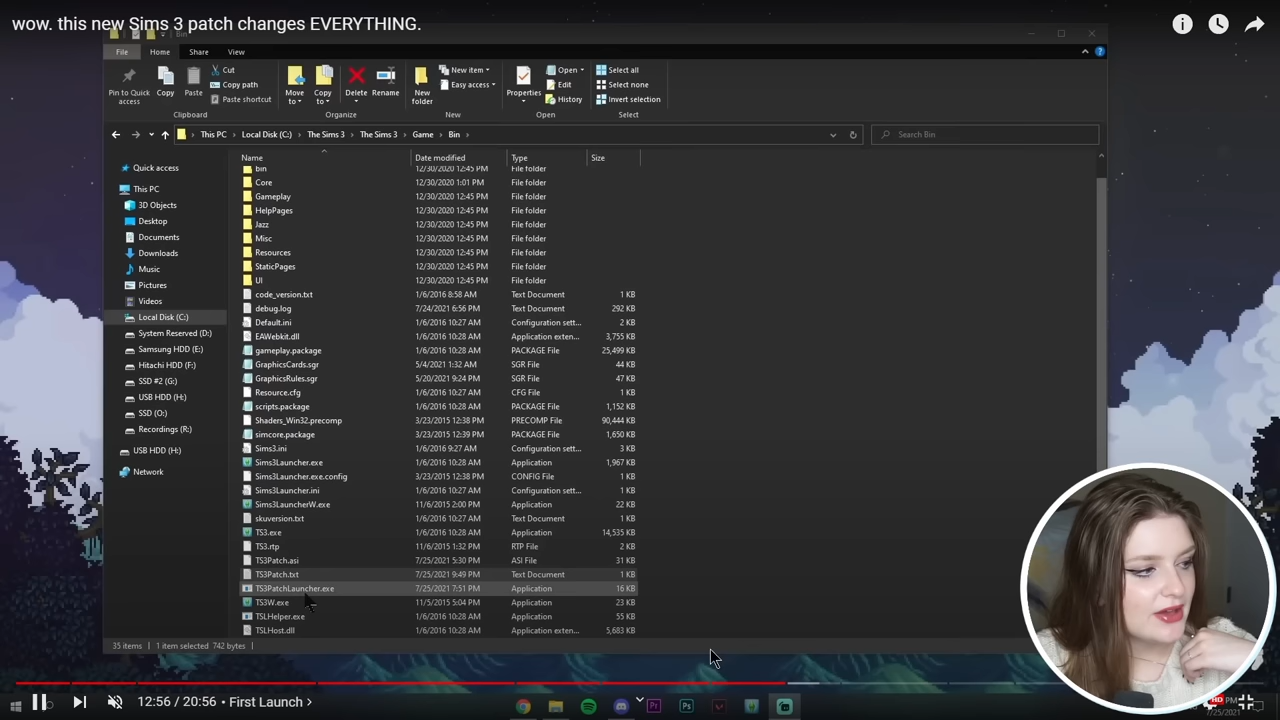 wow. this new Sims 3 patch changes EVERYTHING.
Bin
File Home Share View
Pin to Quick access
Copy
Paste
Cut
Copy path
Paste shortcut
Clipboard
Move to
Copy to
Delete
Rename
Organize
New folder
New item
Easy access
New
Properties
Open
Edit
History
Open
Select all
Select none
Invert selection
Select
This PC > Local Disk (C:) > The Sims 3 > The Sims 3 > Game > Bin >
Search Bin
Quick access
This PC
3D Objects
Desktop
Documents
Downloads
Music
Pictures
Videos
Local Disk (C:)
System Reserved (D:)
Samsung HDD (E:)
Hitachi HDD (F:)
SSD #2 (G:)
USB HDD (H:)
SSD (O:)
Recordings (R:)
USB HDD (H:)
Network
Name Date modified Type Size
bin 12/30/2020 12:45 PM File folder
Core 12/30/2020 1:01 PM File folder
Gameplay 12/30/2020 12:45 PM File folder
HelpPages 12/30/2020 12:45 PM File folder
Jazz 12/30/2020 12:45 PM File folder
Misc 12/30/2020 12:45 PM File folder
Resources 12/30/2020 12:45 PM File folder
StaticPages 12/30/2020 12:45 PM File folder
UI 12/30/2020 12:45 PM File folder
code_version.txt 1/6/2016 8:58 AM Text Document 1 KB
debug.log 7/24/2021 6:56 PM Text Document 292 KB
Default.ini 1/6/2016 10:27 AM Configuration sett... 2 KB
EAWebkit.dll 1/6/2016 10:28 AM Application exten... 3,755 KB
gameplay.package 1/6/2016 10:28 AM PACKAGE File 25,499 KB
GraphicsCards.sgr 5/4/2021 1:32 AM SGR File 44 KB
GraphicsRules.sgr 5/20/2021 9:24 PM SGR File 47 KB
Resource.cfg 1/6/2016 10:27 AM CFG File 1 KB
scripts.package 1/6/2016 10:28 AM PACKAGE File 1,152 KB
Shaders_Win32.precomp 3/23/2015 12:38 PM PRECOMP File 90,444 KB
simcore.package 3/23/2015 12:39 PM PACKAGE File 1,650 KB
Sims3.ini 1/6/2016 9:27 AM Configuration sett... 3 KB
Sims3Launcher.exe 1/6/2016 10:28 AM Application 1,967 KB
Sims3Launcher.exe.config 3/23/2015 12:38 PM CONFIG File 1 KB
Sims3Launcher.ini 1/6/2016 10:27 AM Configuration sett... 1 KB
Sims3LauncherW.exe 11/6/2015 2:00 PM Application 22 KB
skuversion.txt 1/6/2016 10:27 AM Text Document 1 KB
TS3.exe 1/6/2016 10:28 AM Application 14,535 KB
TS3.rtp 11/6/2015 1:32 PM RTP File 2 KB
TS3Patch.asi 7/25/2021 5:30 PM ASI File 31 KB
TS3Patch.txt 7/25/2021 9:49 PM Text Document 1 KB
TS3PatchLauncher.exe 7/25/2021 7:51 PM Application 16 KB
TS3W.exe 11/5/2015 5:04 PM Application 23 KB
TSLHelper.exe 1/6/2016 10:28 AM Application 55 KB
TSLHost.dll 1/6/2016 10:28 AM Application exten... 5,683 KB
35 items 1 item selected 742 bytes
12:56 / 20:56 • First Launch >
HD
PM
7/25/2021